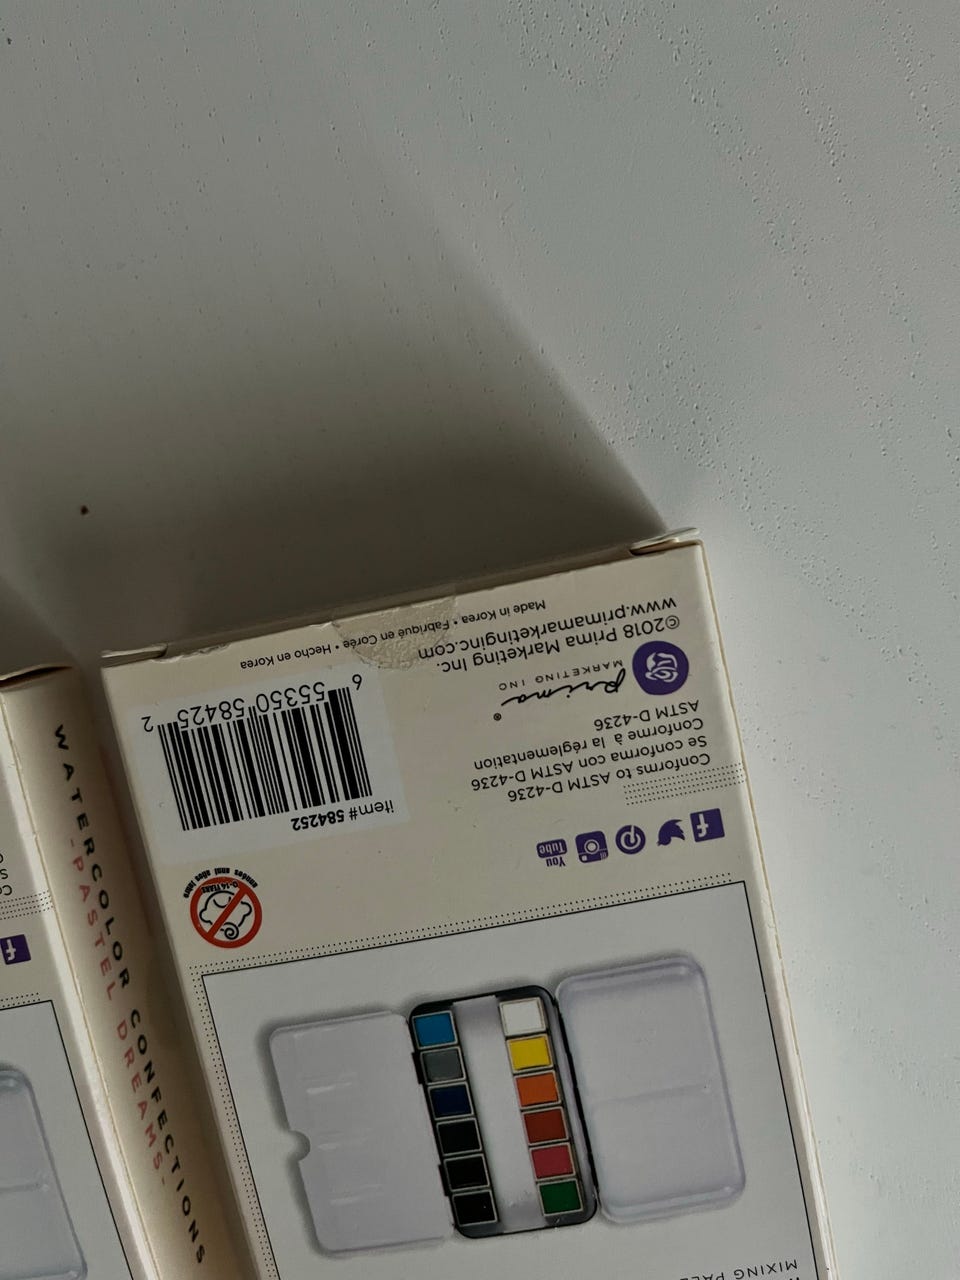 MIXING
You
Tube
Conforms to ASTM D-4236
Se conforma con ASTM D-4236
Conforme à la réglementation
ASTM D-4236
prima®
MARKETING INC
©2018 Prima Marketing Inc.
www.primamarketinginc.com
Made in Korea • Fabriqué en Corée • Hecho en Korea
item# 584252
6 55350 58425 2
WATERCOLOR CONFECTIONS
-PASTEL DREAMS-